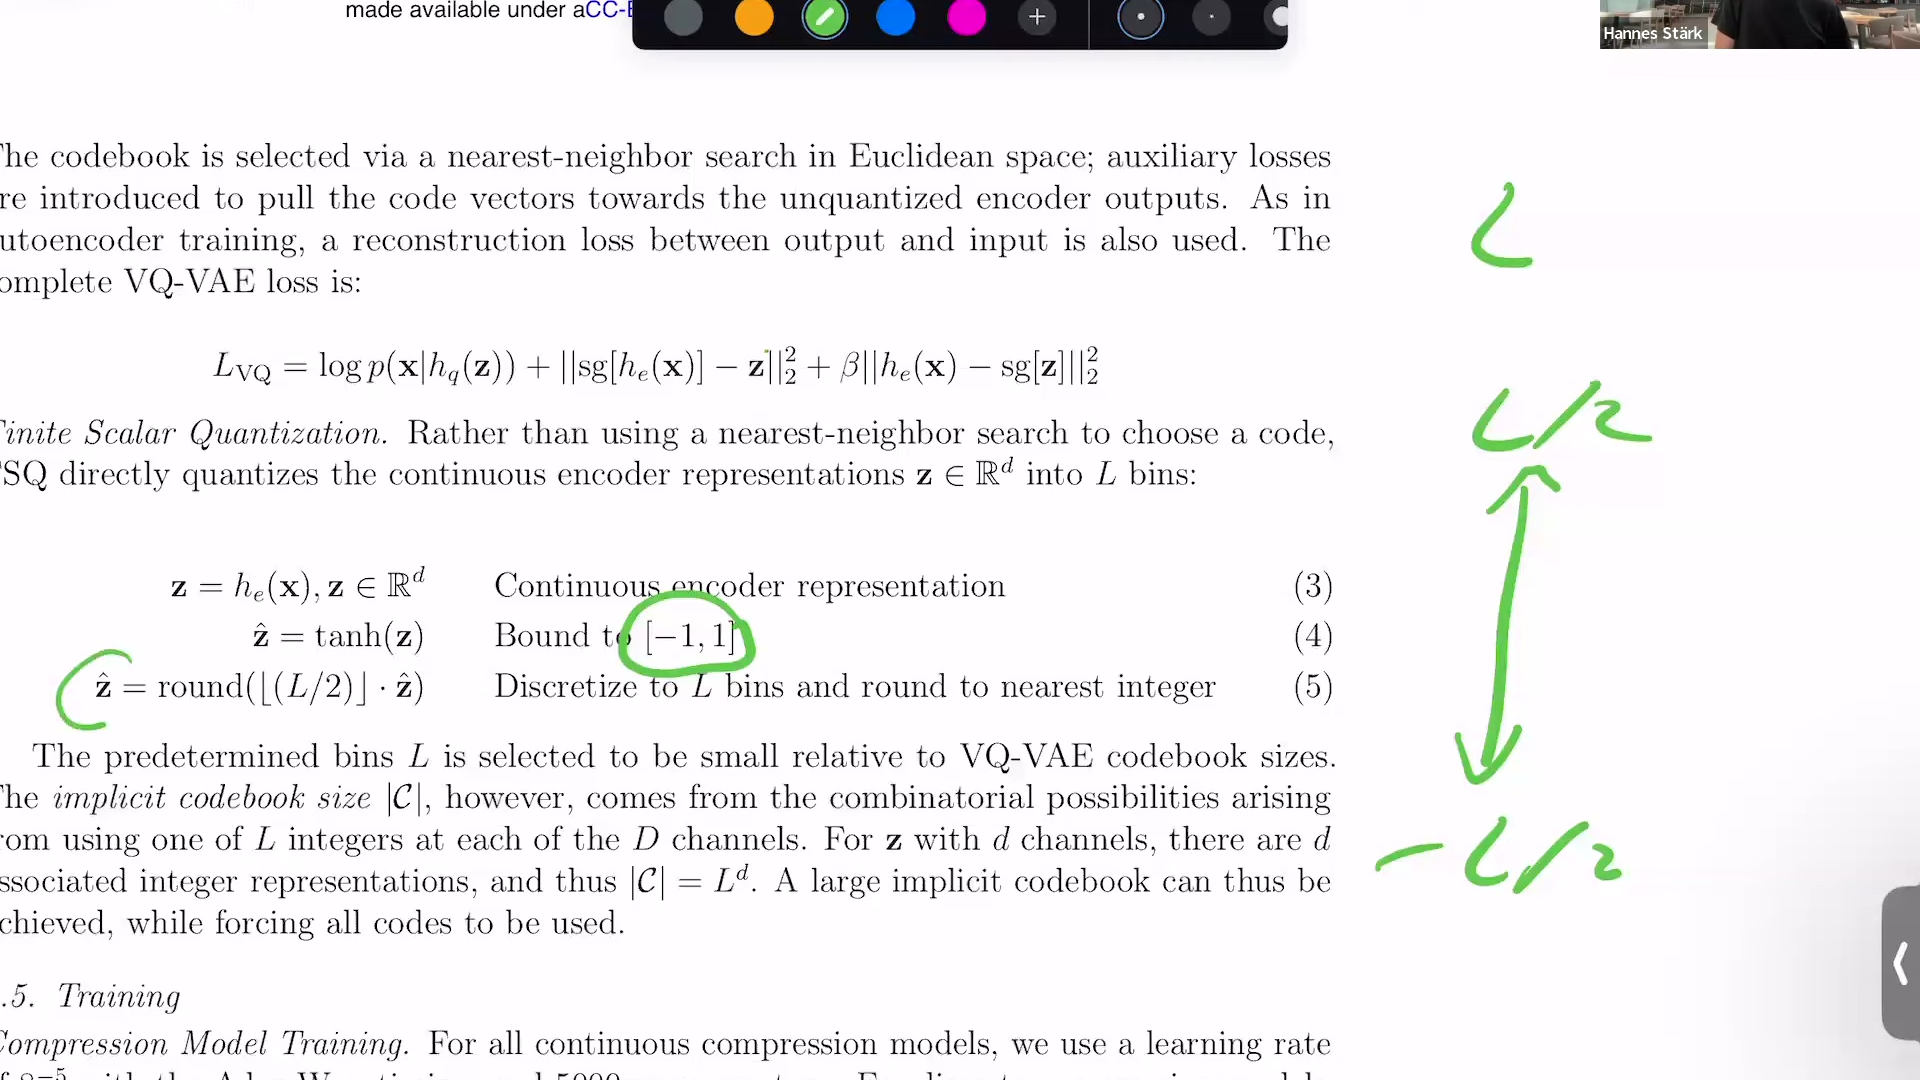 made available under aCC-
Hannes Stärk
he codebook is selected via a nearest-neighbor search in Euclidean space; auxiliary losses
re introduced to pull the code vectors towards the unquantized encoder outputs. As in
utoencoder training, a reconstruction loss between output and input is also used. The
omplete VQ-VAE loss is:
L_VQ = log p(x|h_q(z)) + ||sg[h_e(x)] − z||_2^2 + β||h_e(x) − sg[z]||_2^2
inite Scalar Quantization. Rather than using a nearest-neighbor search to choose a code,
SQ directly quantizes the continuous encoder representations z ∈ ℝ^d into L bins:
z = h_e(x), z ∈ ℝ^d Continuous encoder representation (3)
ẑ = tanh(z) Bound to [−1, 1] (4)
ẑ = round(⌊(L/2)⌋ · ẑ) Discretize to L bins and round to nearest integer (5)
The predetermined bins L is selected to be small relative to VQ-VAE codebook sizes.
he implicit codebook size |𝒞|, however, comes from the combinatorial possibilities arising
rom using one of L integers at each of the D channels. For z with d channels, there are d
ssociated integer representations, and thus |𝒞| = L^d. A large implicit codebook can thus be
chieved, while forcing all codes to be used.
.5. Training
Compression Model Training. For all continuous compression models, we use a learning rate
L
L/2
-L/2